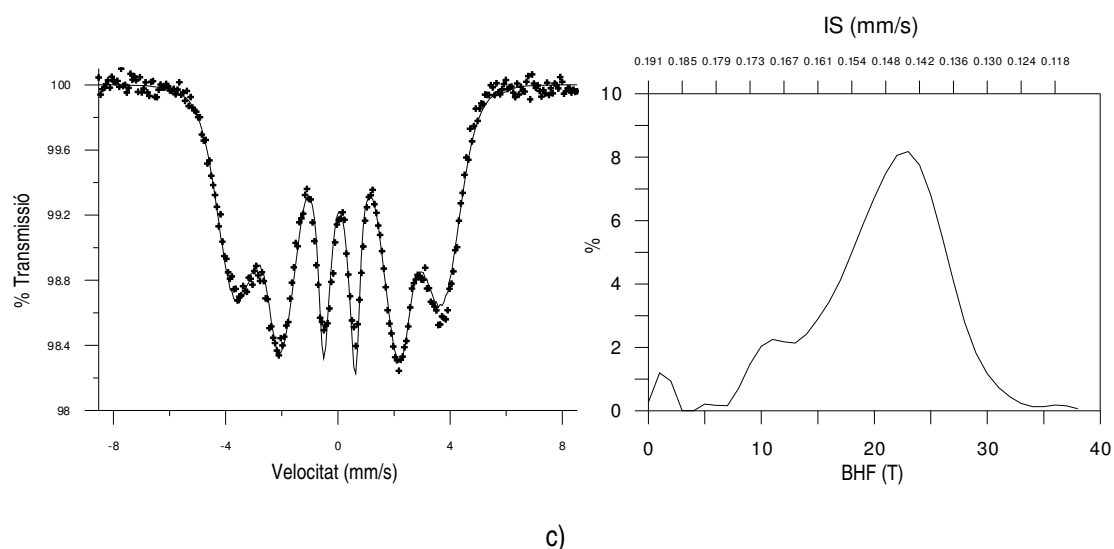 100
99.6
99.2
98.8
98.4
98
% Transmissió
-8 -4 0 4 8
Velocitat (mm/s)
IS (mm/s)
0.191 0.185 0.179 0.173 0.167 0.161 0.154 0.148 0.142 0.136 0.130 0.124 0.118
10
8
6
4
2
0
%
0 10 20 30 40
BHF (T)
c)